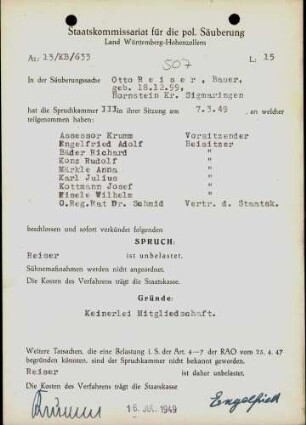 Staatskommissariat für die pol. Säuberung
Land Württemberg-Hohenzollern
Az: 13/KB/633
L: 15
507
In der Säuberungssache Otto Reiser, Bauer,
geb. 18.12.99,
Hornstein Kr. Sigmaringen
hat die Spruchkammer III in ihrer Sitzung am 7.3.49, an welcher
teilgenommen haben:
Assessor Krumm Vorsitzender
Engelfried Adolf Beisitzer
Bäder Richard "
Kons Rudolf "
Märkle Anna "
Karl Julius "
Kottmann Josef "
Misele Wilhelm "
O.Reg.Rat Dr. Schmid Vertr. d. Staatsk.
beschlossen und sofort verkündet folgenden
SPRUCH:
Reiser ist unbelastet.
Sühnemaßnahmen werden nicht angeordnet.
Die Kosten des Verfahrens trägt die Staatskasse.
Gründe:
Keinerlei Mitgliedschaft.
Weitere Tatsachen, die eine Belastung i. S. der Art. 4—7 der RAO vom 25. 4. 47
begründen könnten, sind der Spruchkammer nicht bekannt geworden.
Reiser ist daher unbelastet.
Die Kosten des Verfahrens trägt die Staatskasse
Krumm 16. JUL. 1949 Engelfried